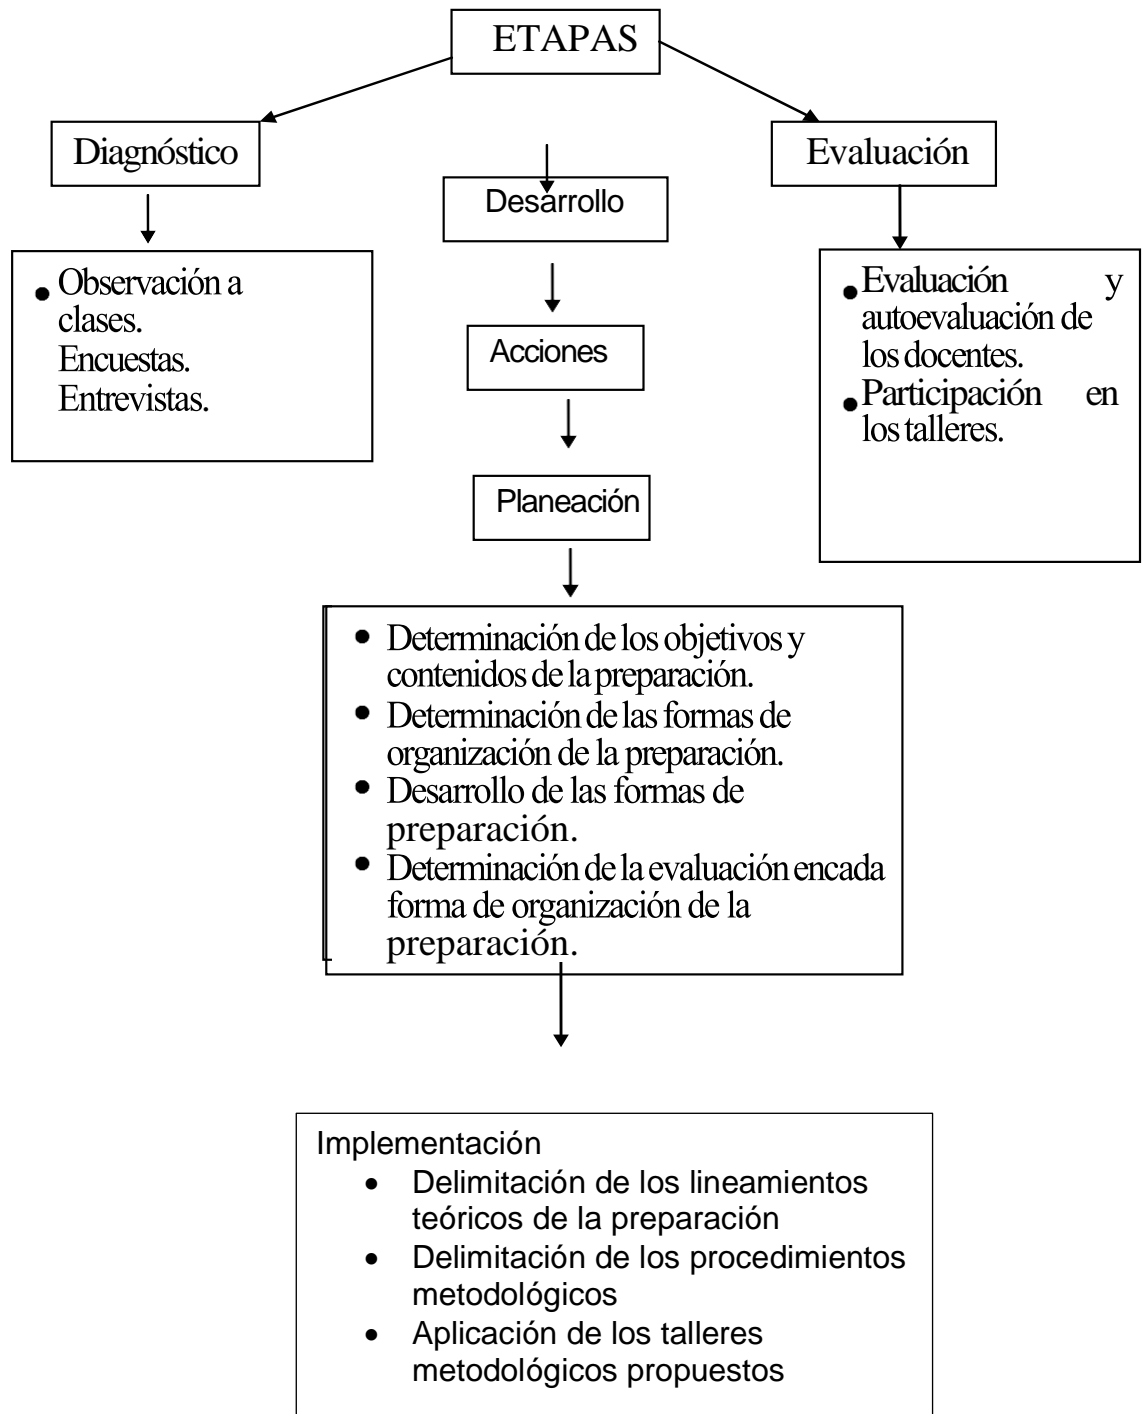 ETAPAS
Diagnóstico
Desarrollo
Evaluación
• Observación a
clases.
Encuestas.
Entrevistas.
Acciones
Planeación
• Evaluación y
autoevaluación de
los docentes.
• Participación en
los talleres.
• Determinación de los objetivos y
contenidos de la preparación.
• Determinación de las formas de
organización de la preparación.
• Desarrollo de las formas de
preparación.
• Determinación de la evaluación encada
forma de organización de la
preparación.
Implementación
• Delimitación de los lineamientos
teóricos de la preparación
• Delimitación de los procedimientos
metodológicos
• Aplicación de los talleres
metodológicos propuestos